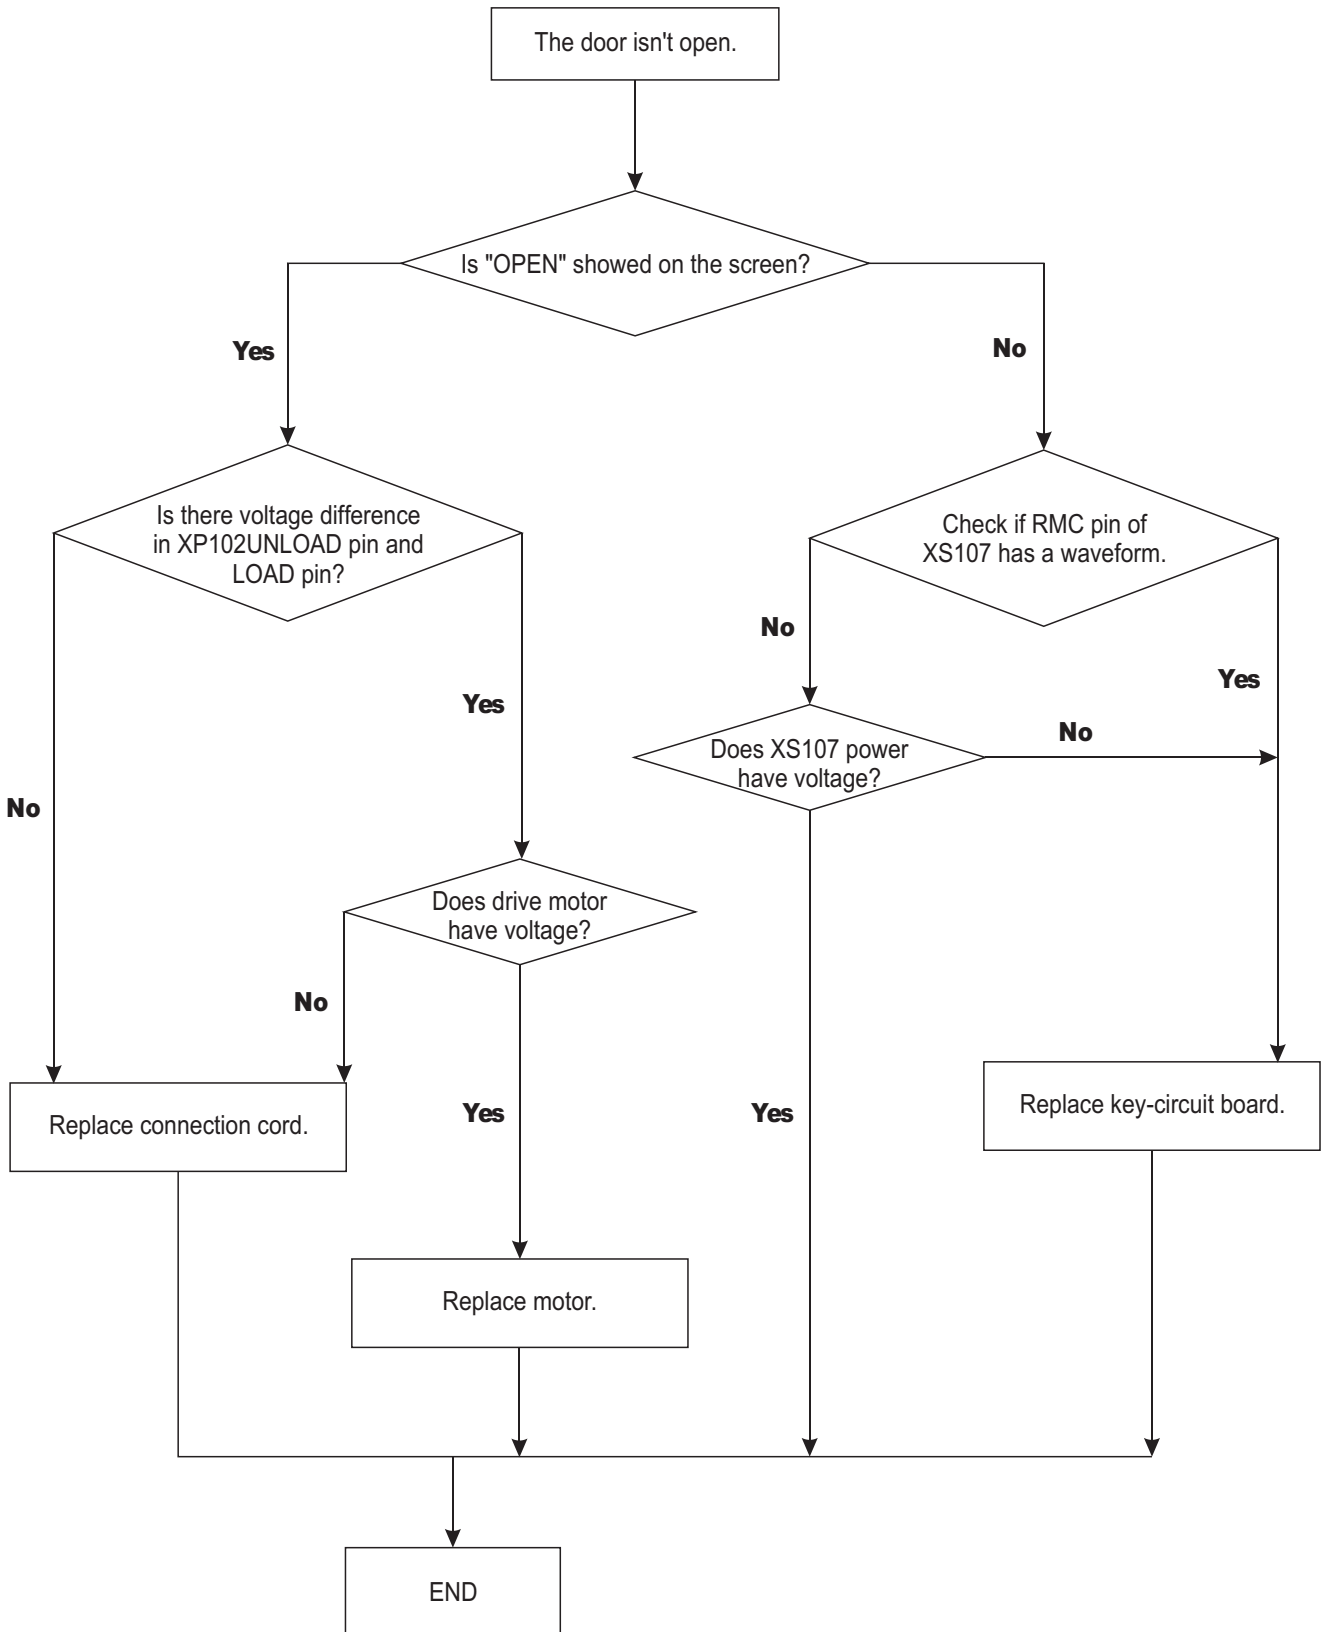 The door isn't open.
Is "OPEN" showed on the screen?
Yes
No
Is there voltage difference
in XP102UNLOAD pin and
LOAD pin?
Check if RMC pin of
XS107 has a waveform.
No
Yes
Yes
Does XS107 power
have voltage?
No
No
Does drive motor
have voltage?
No
Yes
Yes
Replace connection cord.
Replace key-circuit board.
Replace motor.
END